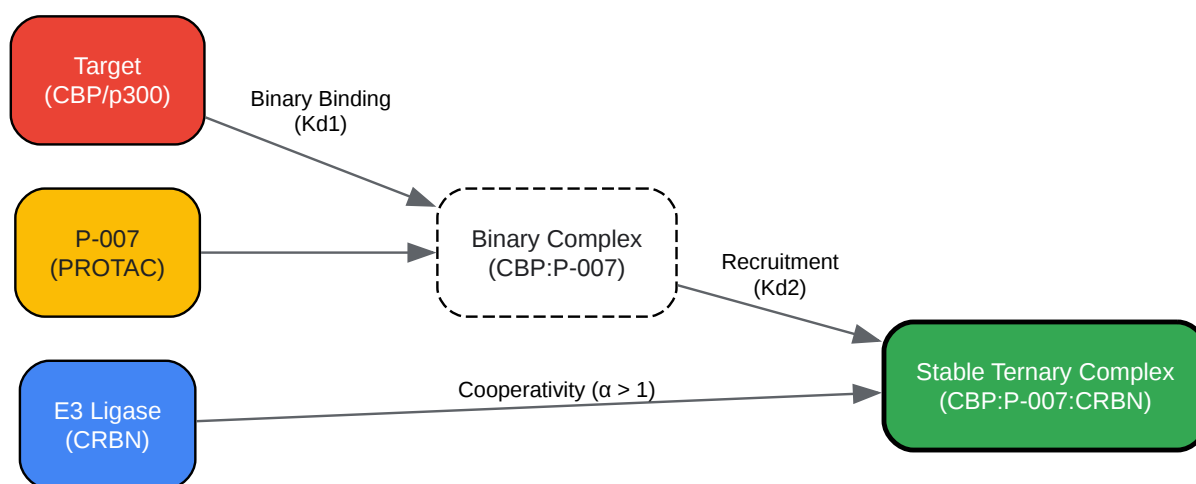 Target
(CBP/p300)
Binary Binding
(Kd1)
P-007
(PROTAC)
Binary Complex
(CBP:P-007)
Recruitment
(Kd2)
E3 Ligase
(CRBN)
Cooperativity (α > 1)
Stable Ternary Complex
(CBP:P-007:CRBN)